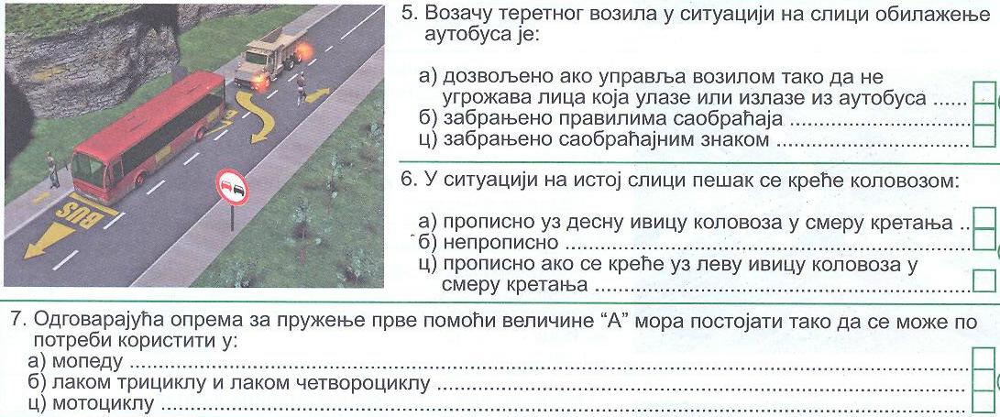 5. Возачу теретног возила у ситуацији на слици обилажење
аутобуса је:
а) дозвољено ако управља возилом тако да не
угрожава лица која улазе или излазе из аутобуса ......
б) забрањено правилима саобраћаја ..............................
ц) забрањено саобраћајним знаком ................................
BUS
6. У ситуацији на истој слици пешак се креће коловозом:
а) прописно уз десну ивицу коловоза у смеру кретања ..
б) непрописно ..............................................................
ц) прописно ако се креће уз леву ивицу коловоза у
смеру кретања ..........................................................
7. Одговарајућа опрема за пружење прве помоћи величине “А” мора постојати тако да се може по
потреби користити у:
а) мопеду ........................................................................
б) лаком трициклу и лаком четвороциклу ........................................
ц) мотоциклу ....................................................................